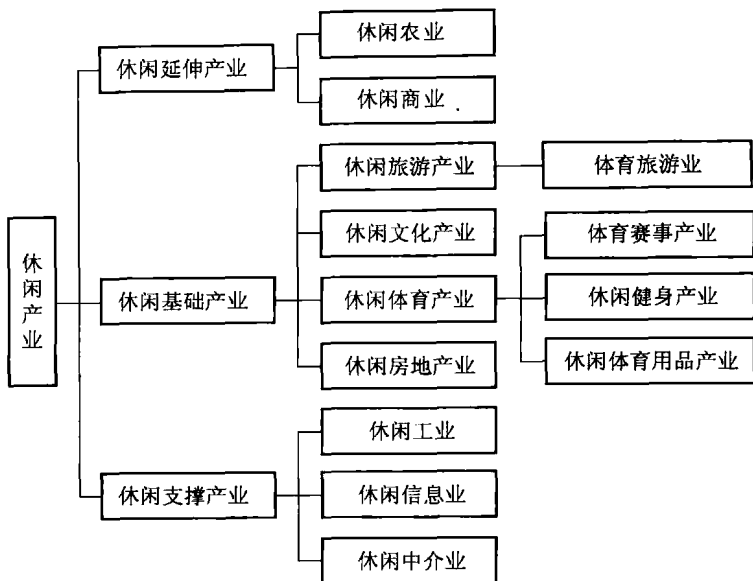 休闲农业
休闲延伸产业
休闲商业
休闲旅游产业
体育旅游业
休闲文化产业
体育赛事产业
休闲产业
休闲基础产业
休闲体育产业
休闲健身产业
休闲房地产业
休闲体育用品产业
休闲工业
休闲支撑产业
休闲信息业
休闲中介业